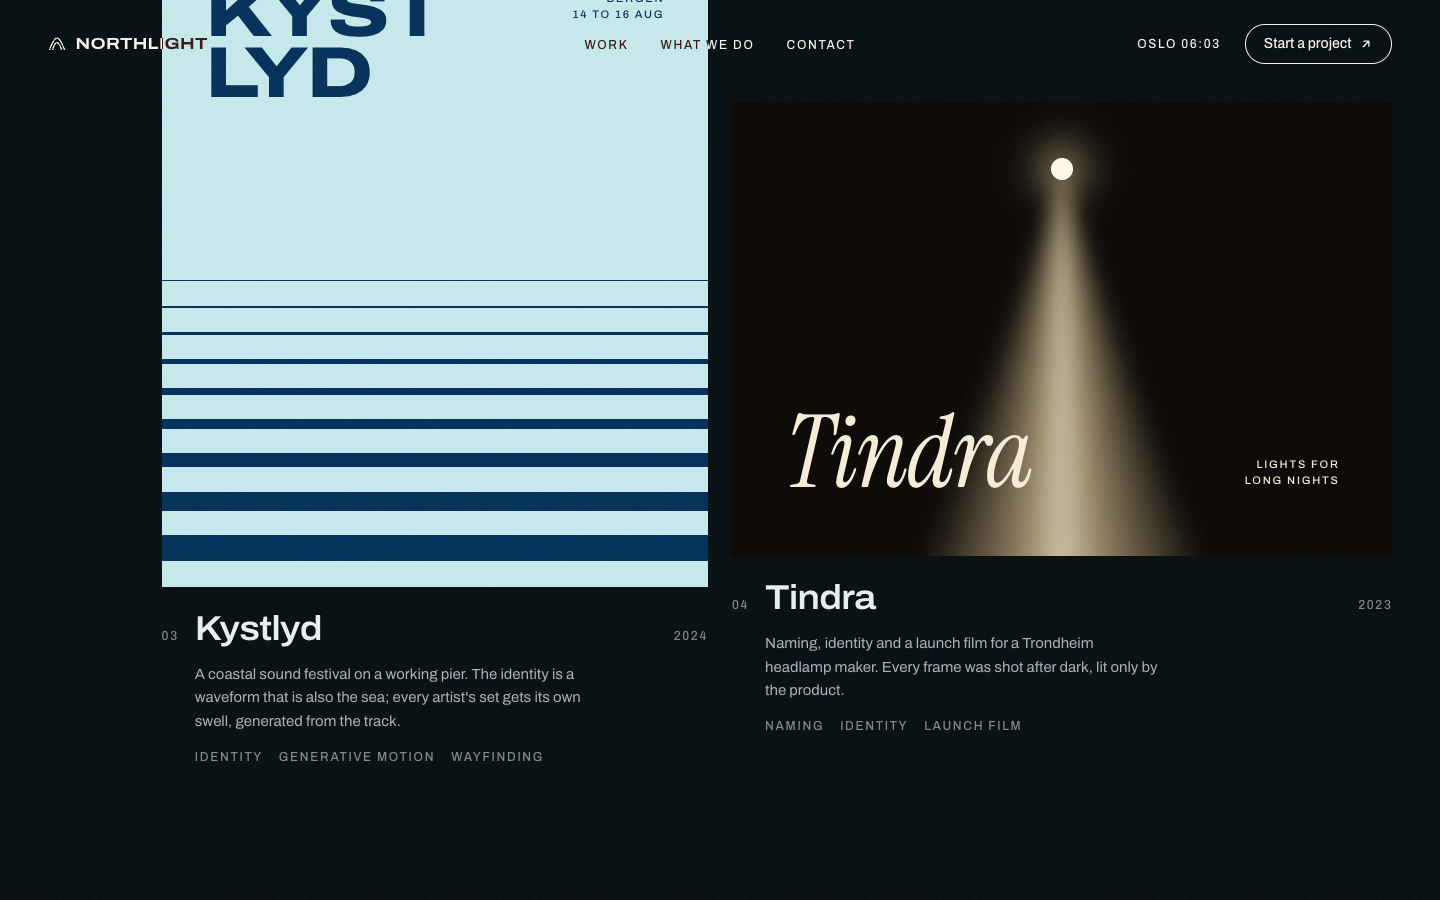 NORTHLIGHT
WORK
WHAT WE DO
CONTACT
OSLO 06:03
Start a project
KYST
LYD
BERGEN
14 TO 16 AUG
Tindra
LIGHTS FOR
LONG NIGHTS
03
Kystlyd
2024
A coastal sound festival on a working pier. The identity is a
waveform that is also the sea; every artist's set gets its own
swell, generated from the track.
IDENTITY GENERATIVE MOTION WAYFINDING
04
Tindra
2023
Naming, identity and a launch film for a Trondheim
headlamp maker. Every frame was shot after dark, lit only by
the product.
NAMING IDENTITY LAUNCH FILM